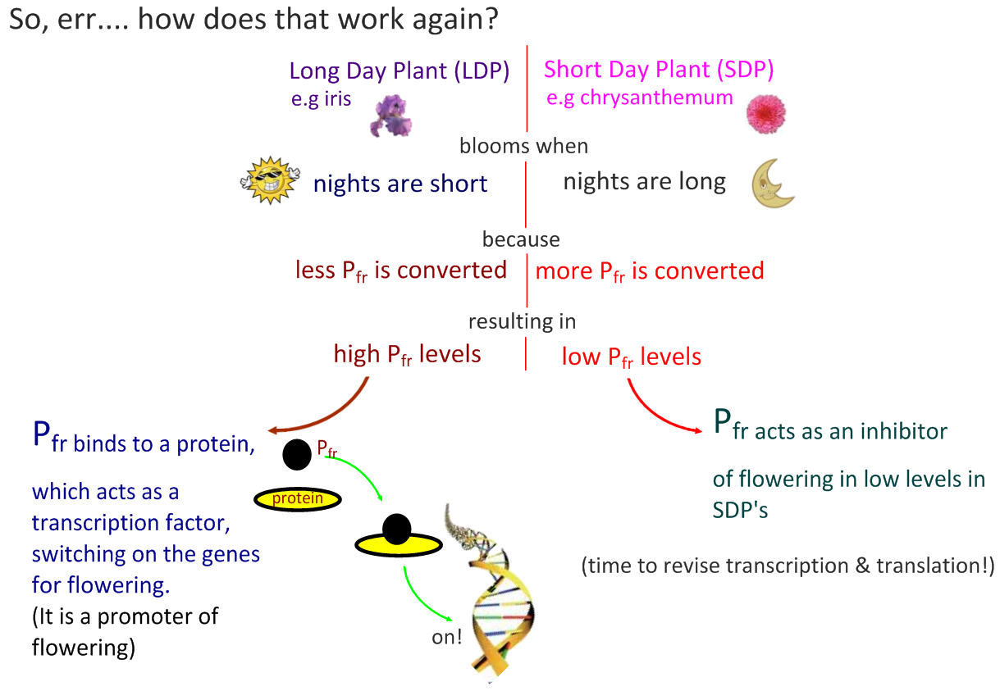 So, err.... how does that work again?
Long Day Plant (LDP)
e.g iris
Short Day Plant (SDP)
e.g chrysanthemum
blooms when
nights are short
nights are long
because
less Pfr is converted
more Pfr is converted
resulting in
high Pfr levels
low Pfr levels
Pfr binds to a protein,
which acts as a
transcription factor,
switching on the genes
for flowering.
(It is a promoter of
flowering)
Pfr
protein
on!
Pfr acts as an inhibitor
of flowering in low levels in
SDP's
(time to revise transcription & translation!)